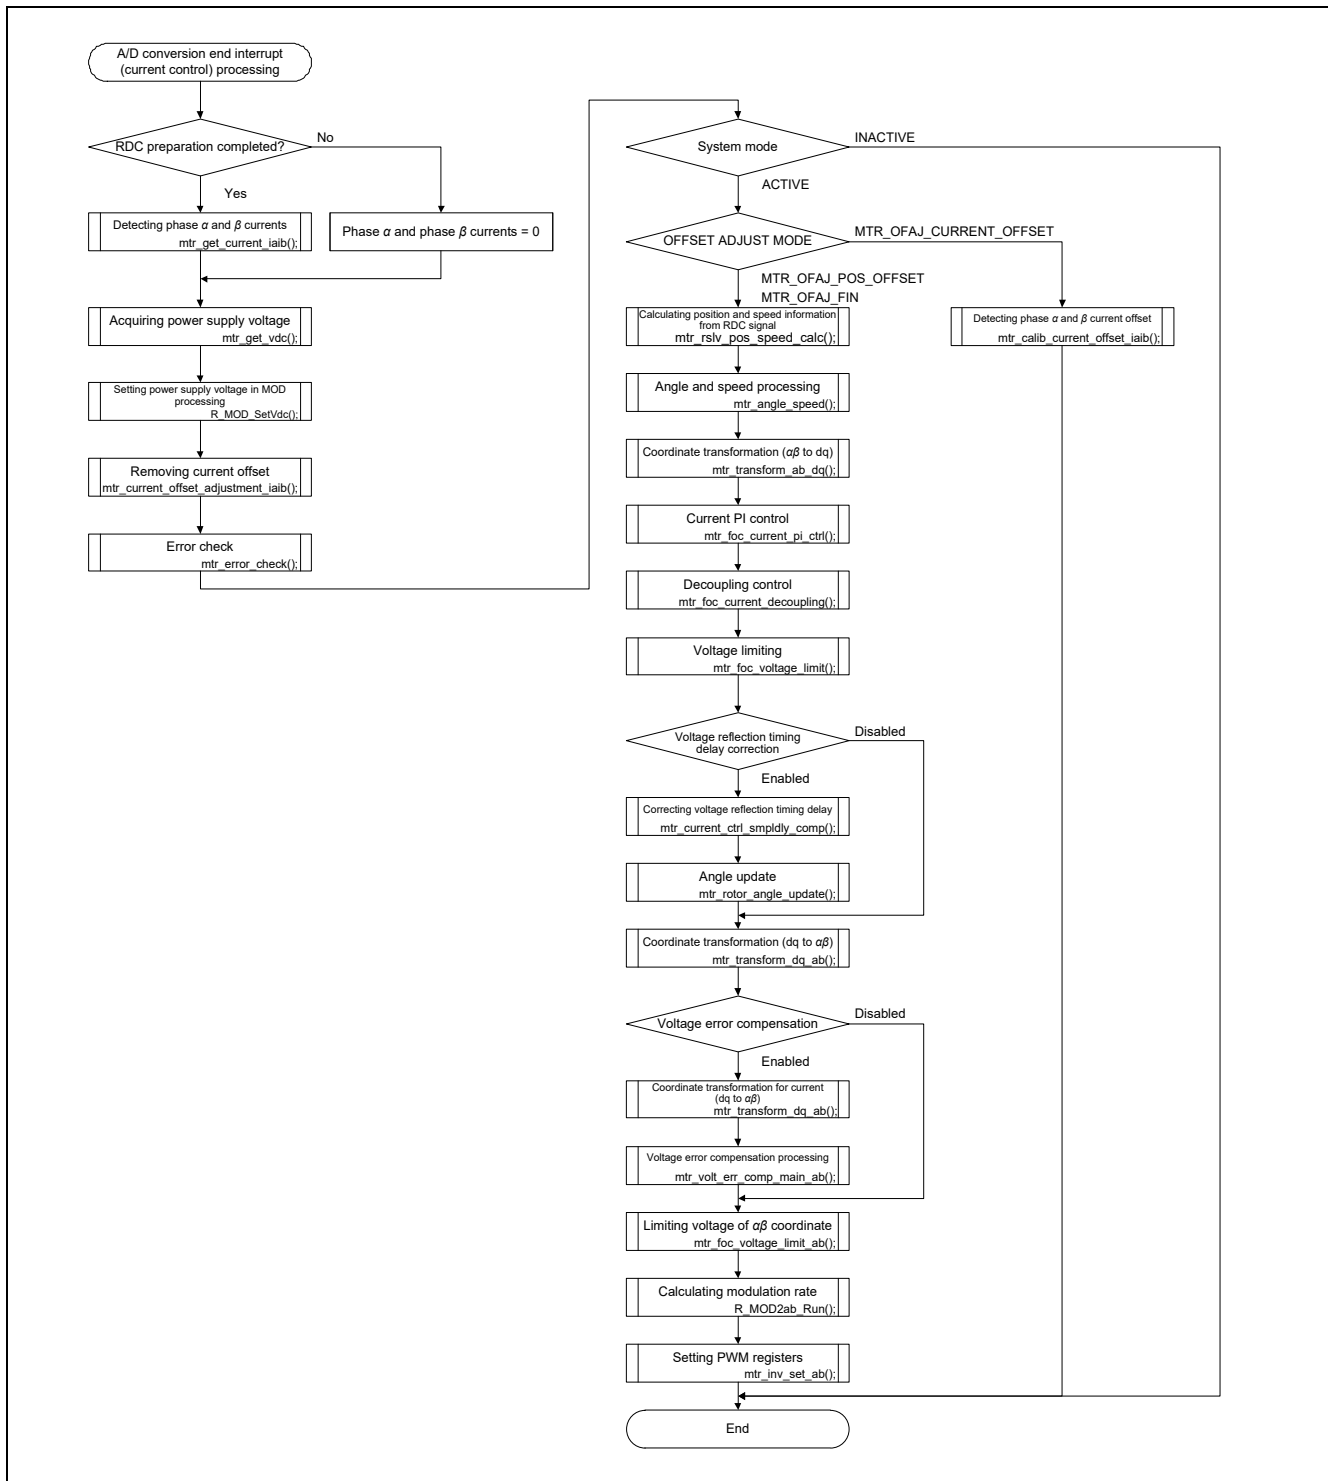 A/D conversion end interrupt
(current control) processing
RDC preparation completed?
No
Yes
Detecting phase α and β currents
mtr_get_current_iaib();
Phase α and phase β currents = 0
Acquiring power supply voltage
mtr_get_vdc();
Setting power supply voltage in MOD
processing
R_MOD_SetVdc();
Removing current offset
mtr_current_offset_adjustment_iaib();
Error check
mtr_error_check();
System mode
INACTIVE
ACTIVE
OFFSET ADJUST MODE
MTR_OFAJ_CURRENT_OFFSET
MTR_OFAJ_POS_OFFSET
MTR_OFAJ_FIN
Calculating position and speed information
from RDC signal
mtr_rslv_pos_speed_calc();
Detecting phase α and β current offset
mtr_calib_current_offset_iaib();
Angle and speed processing
mtr_angle_speed();
Coordinate transformation (αβ to dq)
mtr_transform_ab_dq();
Current PI control
mtr_foc_current_pi_ctrl();
Decoupling control
mtr_foc_current_decoupling();
Voltage limiting
mtr_foc_voltage_limit();
Voltage reflection timing
delay correction
Disabled
Enabled
Correcting voltage reflection timing delay
mtr_current_ctrl_smpldly_comp();
Angle update
mtr_rotor_angle_update();
Coordinate transformation (dq to αβ)
mtr_transform_dq_ab();
Voltage error compensation
Disabled
Enabled
Coordinate transformation for current
(dq to αβ)
mtr_transform_dq_ab();
Voltage error compensation processing
mtr_volt_err_comp_main_ab();
Limiting voltage of αβ coordinate
mtr_foc_voltage_limit_ab();
Calculating modulation rate
R_MOD2ab_Run();
Setting PWM registers
mtr_inv_set_ab();
End